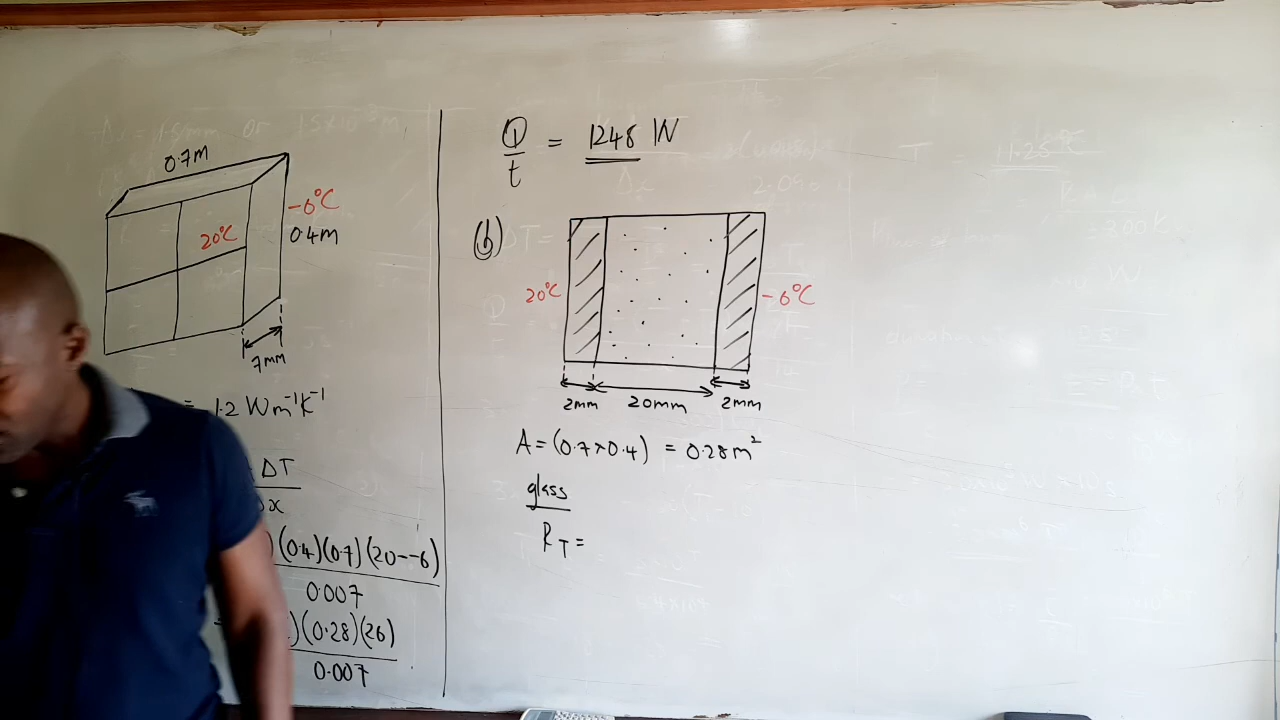 0.7m
-6°C
20°C
0.4m
7mm
= 1.2 Wm⁻¹K⁻¹
ΔT
x
)(0.4)(0.7)(20--6)
0.007
)(0.28)(26)
0.007
Q/t = 1248 W
(b)
20°C
-6°C
2mm 20mm 2mm
A=(0.7×0.4) = 0.28m²
glass
R_T =